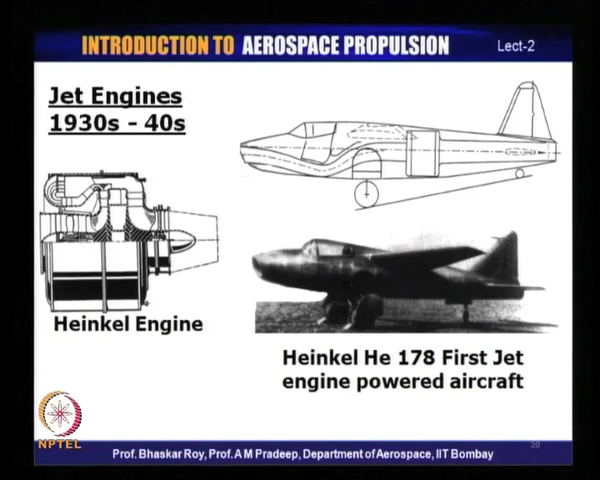 INTRODUCTION TO AEROSPACE PROPULSION
Lect-2
Jet Engines
1930s - 40s
Heinkel Engine
Heinkel He 178 First Jet
engine powered aircraft
NPTEL
20
Prof. Bhaskar Roy, Prof. A M Pradeep, Department of Aerospace, IIT Bombay